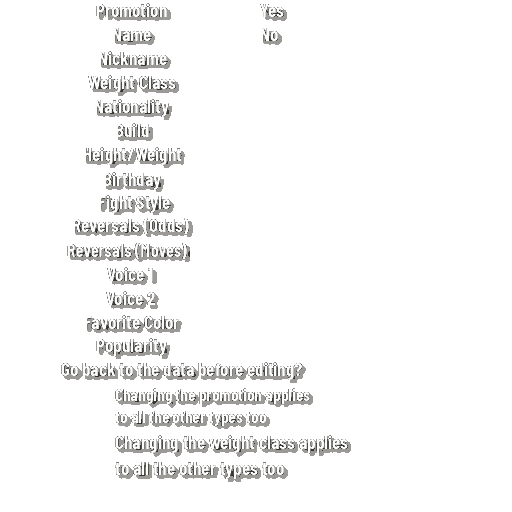 Promotion Yes
Name No
Nickname
Weight Class
Nationality
Build
Height/Weight
Birthday
Fight Style
Reversals (Odds)
Reversals (Moves)
Voice 1
Voice 2
Favorite Color
Popularity
Go back to the data before editing?
Changing the promotion applies
to all the other types too
Changing the weight class applies
to all the other types too